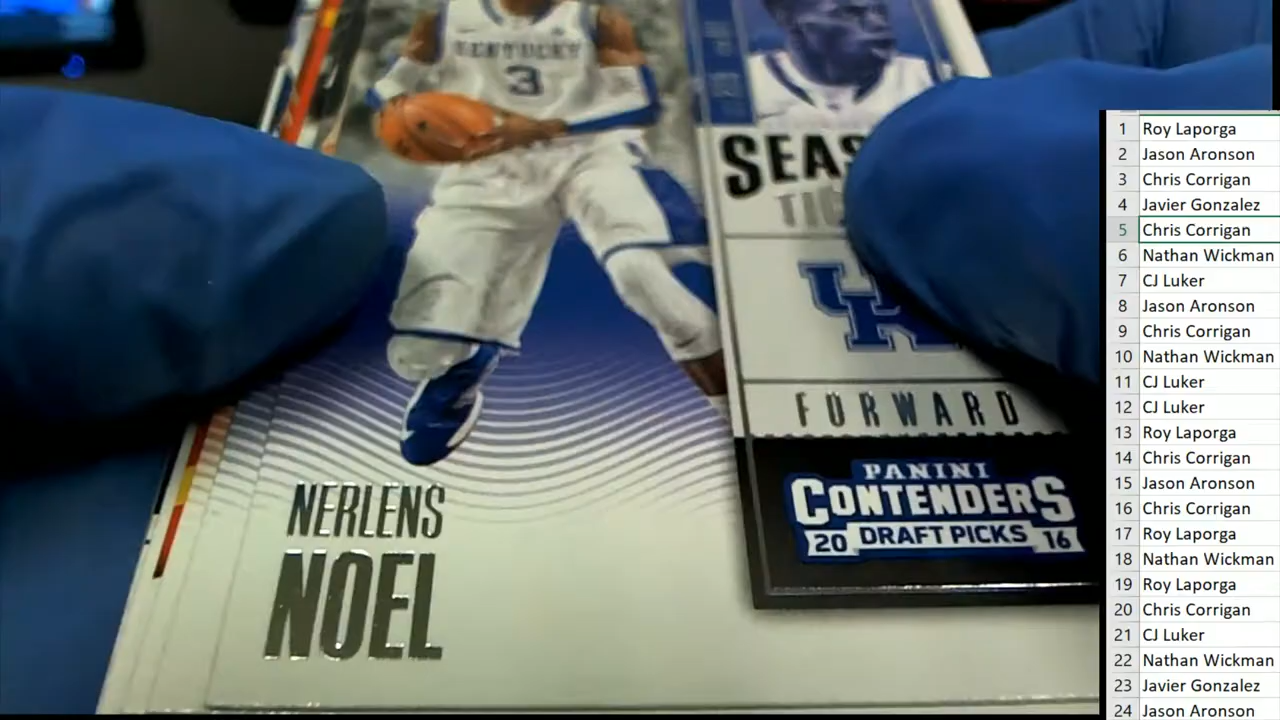 KENTUCKY
3
UK
FORWARD
PANINI
CONTENDERS
20 DRAFT PICKS 16
NERLENS
NOEL
1 Roy Laporga
2 Jason Aronson
3 Chris Corrigan
4 Javier Gonzalez
5 Chris Corrigan
6 Nathan Wickman
7 CJ Luker
8 Jason Aronson
9 Chris Corrigan
10 Nathan Wickman
11 CJ Luker
12 CJ Luker
13 Roy Laporga
14 Chris Corrigan
15 Jason Aronson
16 Chris Corrigan
17 Roy Laporga
18 Nathan Wickman
19 Roy Laporga
20 Chris Corrigan
21 CJ Luker
22 Nathan Wickman
23 Javier Gonzalez
24 Jason Aronson